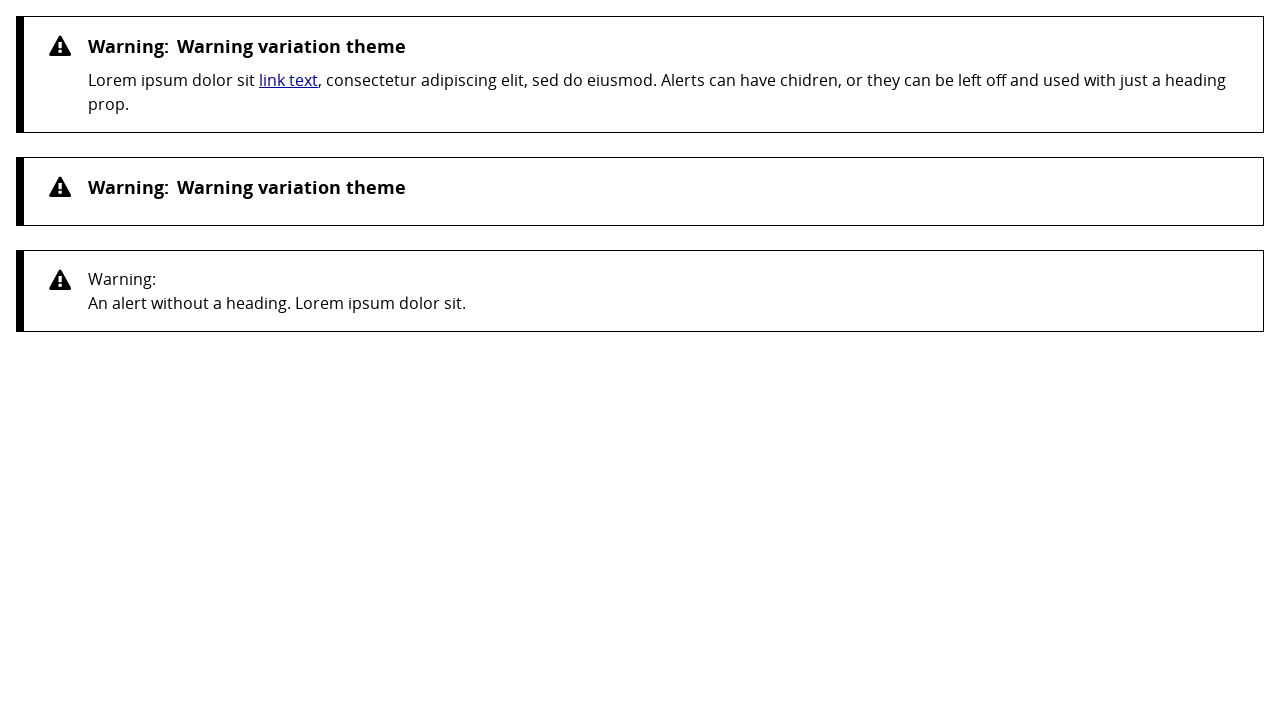 Warning: Warning variation theme
Lorem ipsum dolor sit link text, consectetur adipiscing elit, sed do eiusmod. Alerts can have chidren, or they can be left off and used with just a heading
prop.
Warning: Warning variation theme
Warning:
An alert without a heading. Lorem ipsum dolor sit.